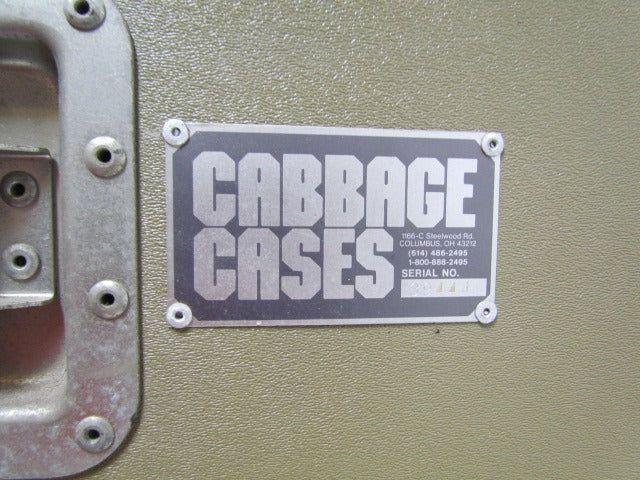 CABBAGE
CASES
1166-C Steelwood Rd.
COLUMBUS, OH 43212
(614) 486-2495
1-800-888-2495
SERIAL NO.